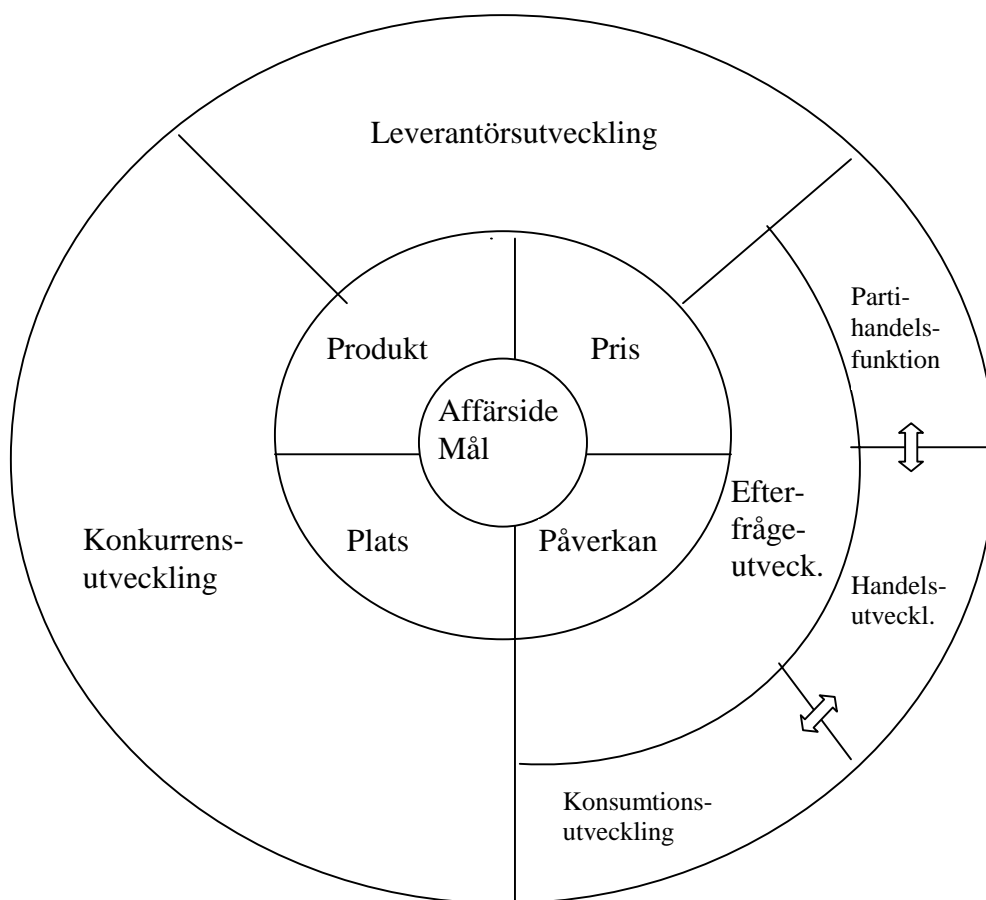 Leverantörsutveckling
Parti-
handels-
funktion
Produkt
Pris
Affärside
Mål
Efter-
fråge-
utveck.
Konkurrens-
utveckling
Plats
Påverkan
Handels-
utveckl.
Konsumtions-
utveckling